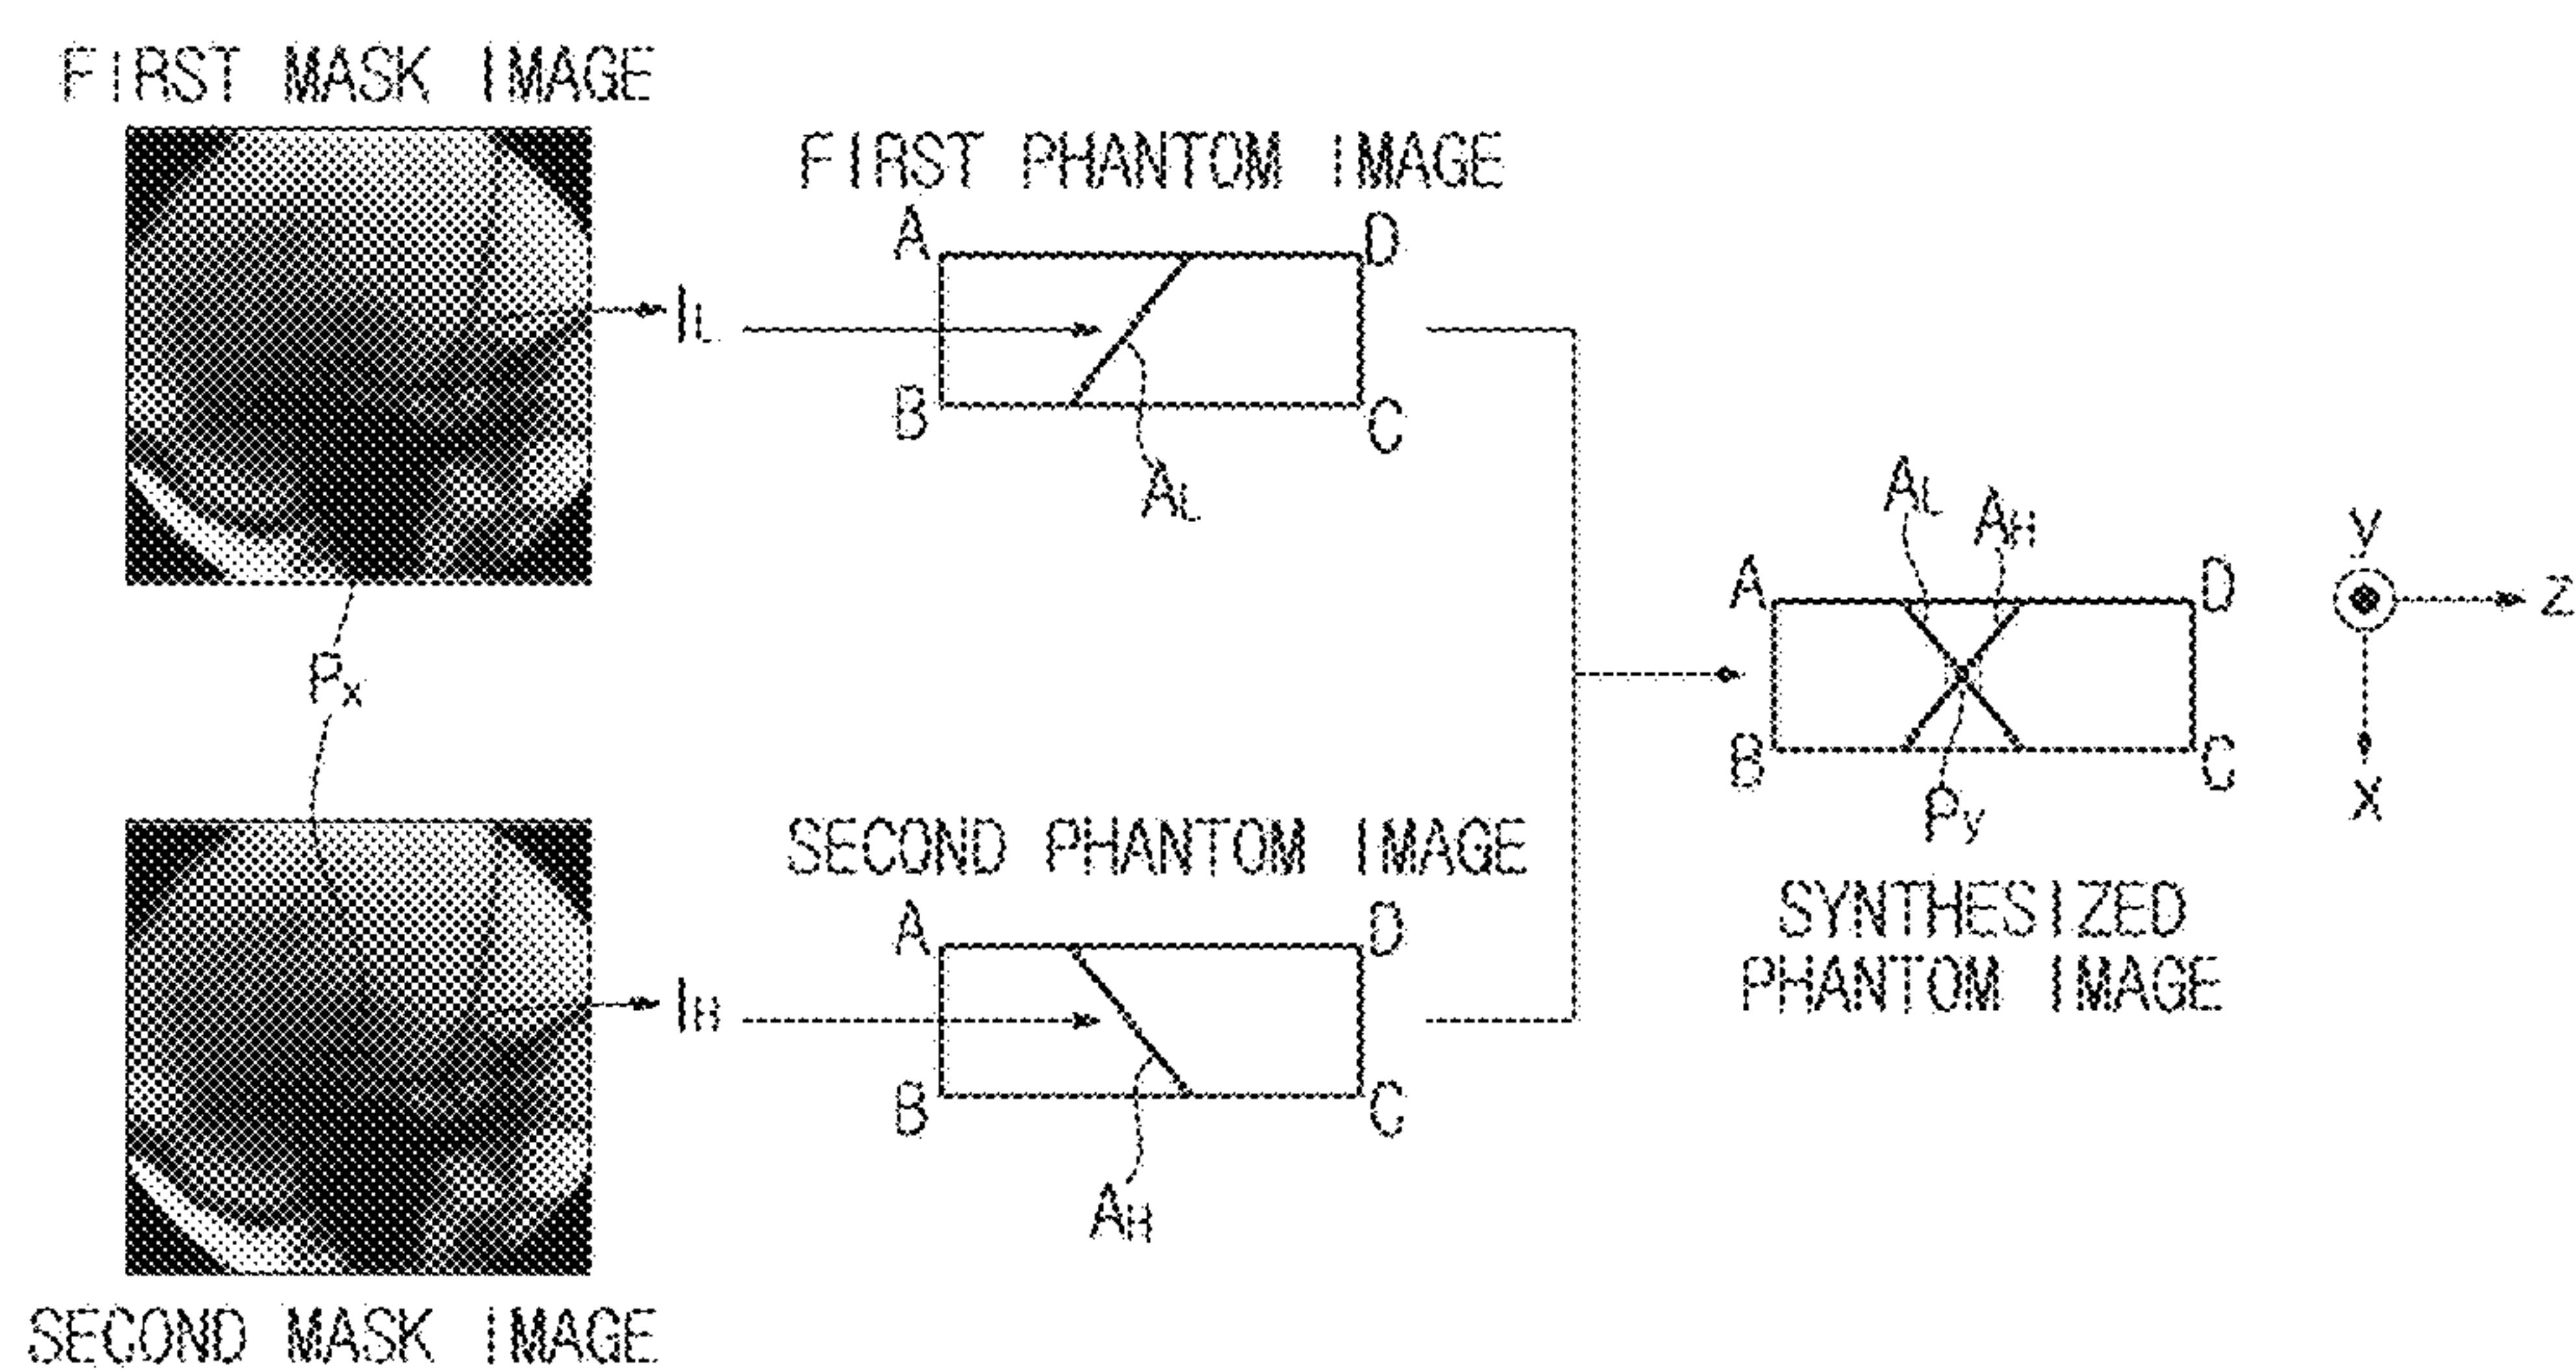 FIRST MASK IMAGE
IL
Px
IH
SECOND MASK IMAGE
FIRST PHANTOM IMAGE
A D
B C
AL
SECOND PHANTOM IMAGE
A D
B C
AH
AL AH
A D
B C
Py
SYNTHESIZED
PHANTOM IMAGE
y
z
x